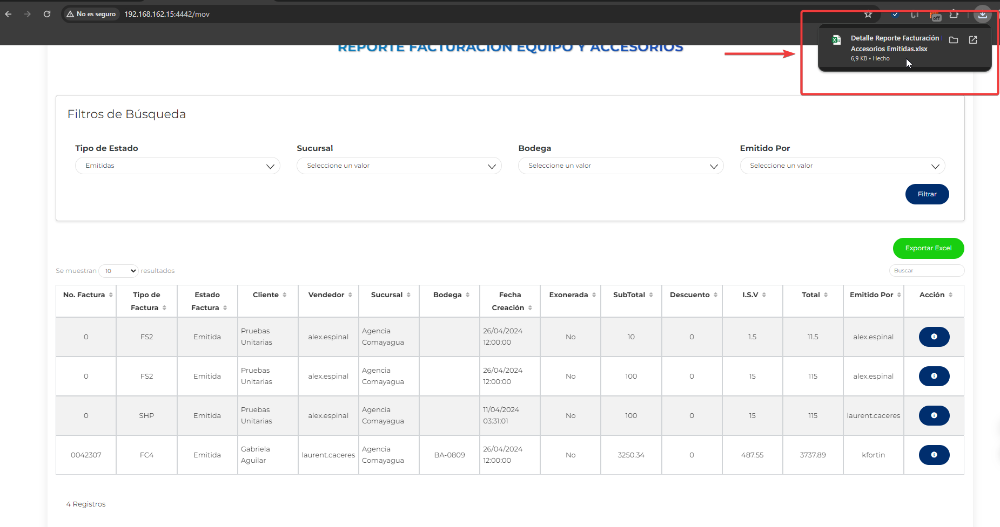 No es seguro
192.168.162.15:4442/mov
off
Detalle Reporte Facturación
Accesorios Emitidas.xlsx
6,9 KB • Hecho
REPORTE FACTURACIÓN EQUIPO Y ACCESORIOS
Filtros de Búsqueda
Tipo de Estado Sucursal Bodega Emitido Por
Emitidas Seleccione un valor Seleccione un valor Seleccione un valor
Filtrar
Exportar Excel
Se muestran 10 resultados Buscar
No. Factura Tipo de Factura Estado Factura Cliente Vendedor Sucursal Bodega Fecha Creación Exonerada SubTotal Descuento I.S.V Total Emitido Por Acción
0 FS2 Emitida Pruebas Unitarias alex.espinal Agencia Comayagua 26/04/2024 12:00:00 No 10 0 1.5 11.5 alex.espinal
0 FS2 Emitida Pruebas Unitarias alex.espinal Agencia Comayagua 26/04/2024 12:00:00 No 100 0 15 115 alex.espinal
0 SHP Emitida Pruebas Unitarias alex.espinal Agencia Comayagua 11/04/2024 03:31:01 No 100 0 15 115 laurent.caceres
0042307 FC4 Emitida Gabriela Aguilar laurent.caceres Agencia Comayagua BA-0809 26/04/2024 12:00:00 No 3250.34 0 487.55 3737.89 kfortin
4 Registros